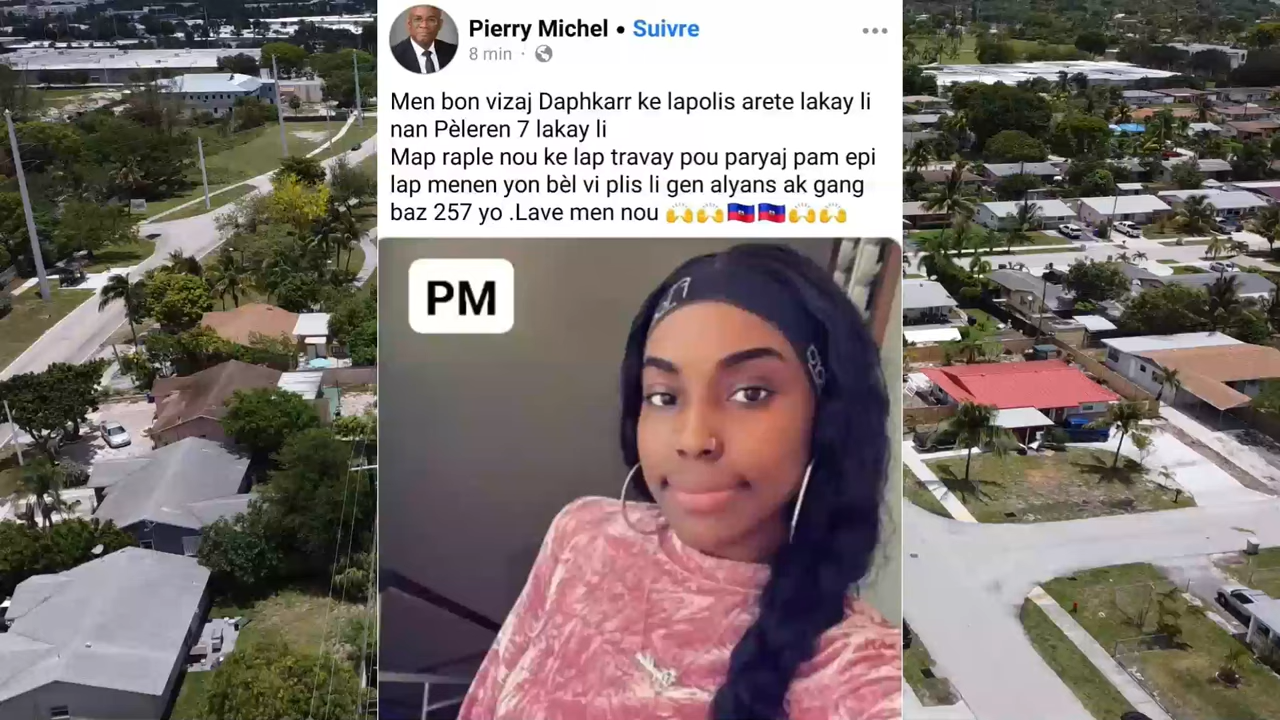 Pierry Michel • Suivre
8 min ·
Men bon vizaj Daphkarr ke lapolis arete lakay li
nan Pèleren 7 lakay li
Map raple nou ke lap travay pou paryaj pam epi
lap menen yon bèl vi plis li gen alyans ak gang
baz 257 yo .Lave men nou 🙌🙌🇭🇹🇭🇹🙌🙌
PM